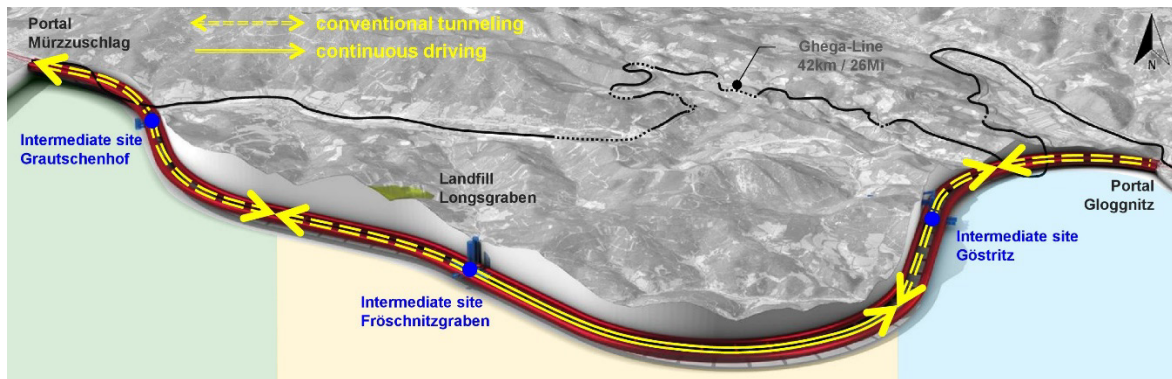 Portal
Mürzzuschlag
conventional tunneling
continuous driving
Ghega-Line
42km / 26Mi
N
Intermediate site
Grautschenhof
Landfill
Longsgraben
Portal
Gloggnitz
Intermediate site
Göstritz
Intermediate site
Fröschnitzgraben